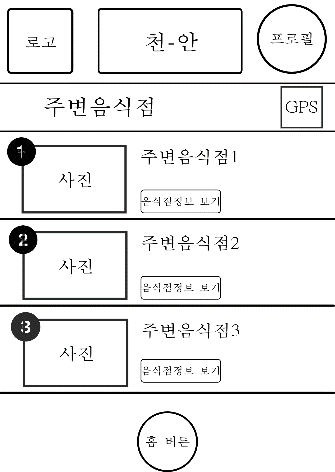 로고
천-안
프로필
주변음식점
GPS
1
주변음식점1
사진
음식점정보 보기
2
주변음식점2
사진
음식점정보 보기
3
주변음식점3
사진
음식점정보 보기
홈 버튼